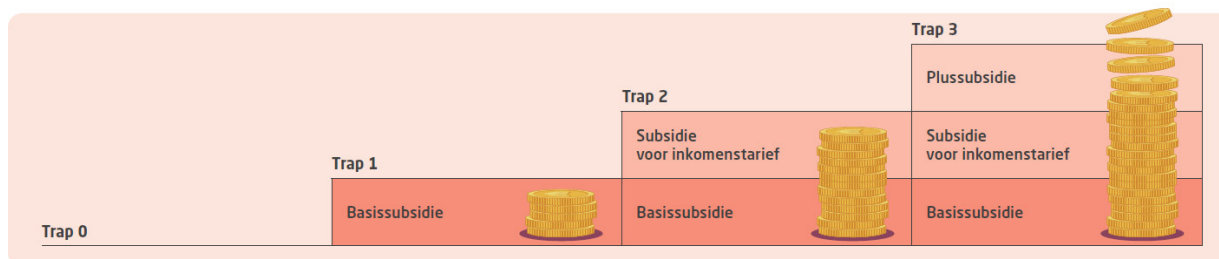 Trap 3
Plussubsidie
Trap 2
Subsidie
voor inkomenstarief
Subsidie
voor inkomenstarief
Trap 1
Basissubsidie
Basissubsidie
Basissubsidie
Trap 0